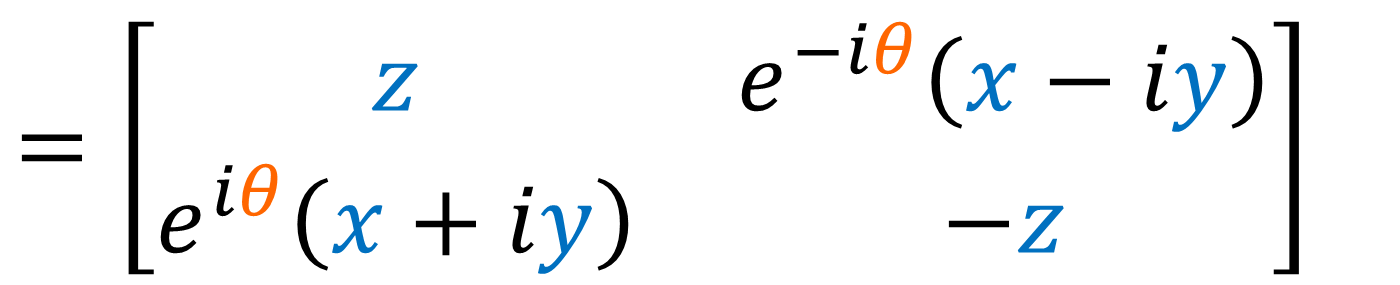 = [ z e^{−iθ}(x − iy)
e^{iθ}(x + iy) −z ]